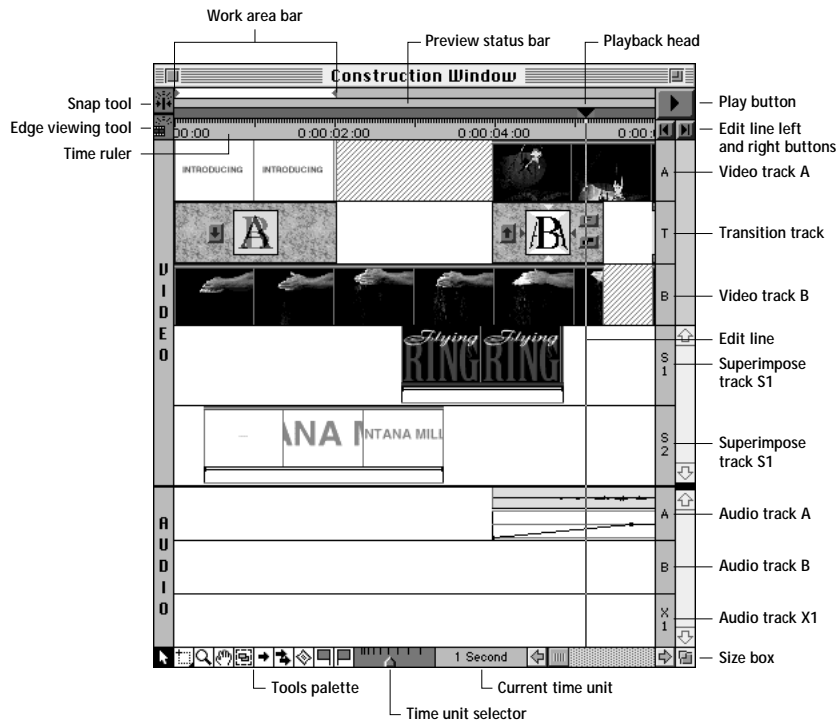 Work area bar
Preview status bar
Playback head
Construction Window
Snap tool
Play button
Edge viewing tool
00:00 0:00:02:00 0:00:04:00 0:00:
Edit line left
and right buttons
Time ruler
INTRODUCING INTRODUCING
A
Video track A
A
B
T
Transition track
VIDEO
B
Video track B
Edit line
Flying
RING
Flying
RING
S
1
Superimpose
track S1
ANA M
NTANA MILL
S
2
Superimpose
track S1
AUDIO
A
Audio track A
B
Audio track B
X
1
Audio track X1
1 Second
Size box
Tools palette
Current time unit
Time unit selector